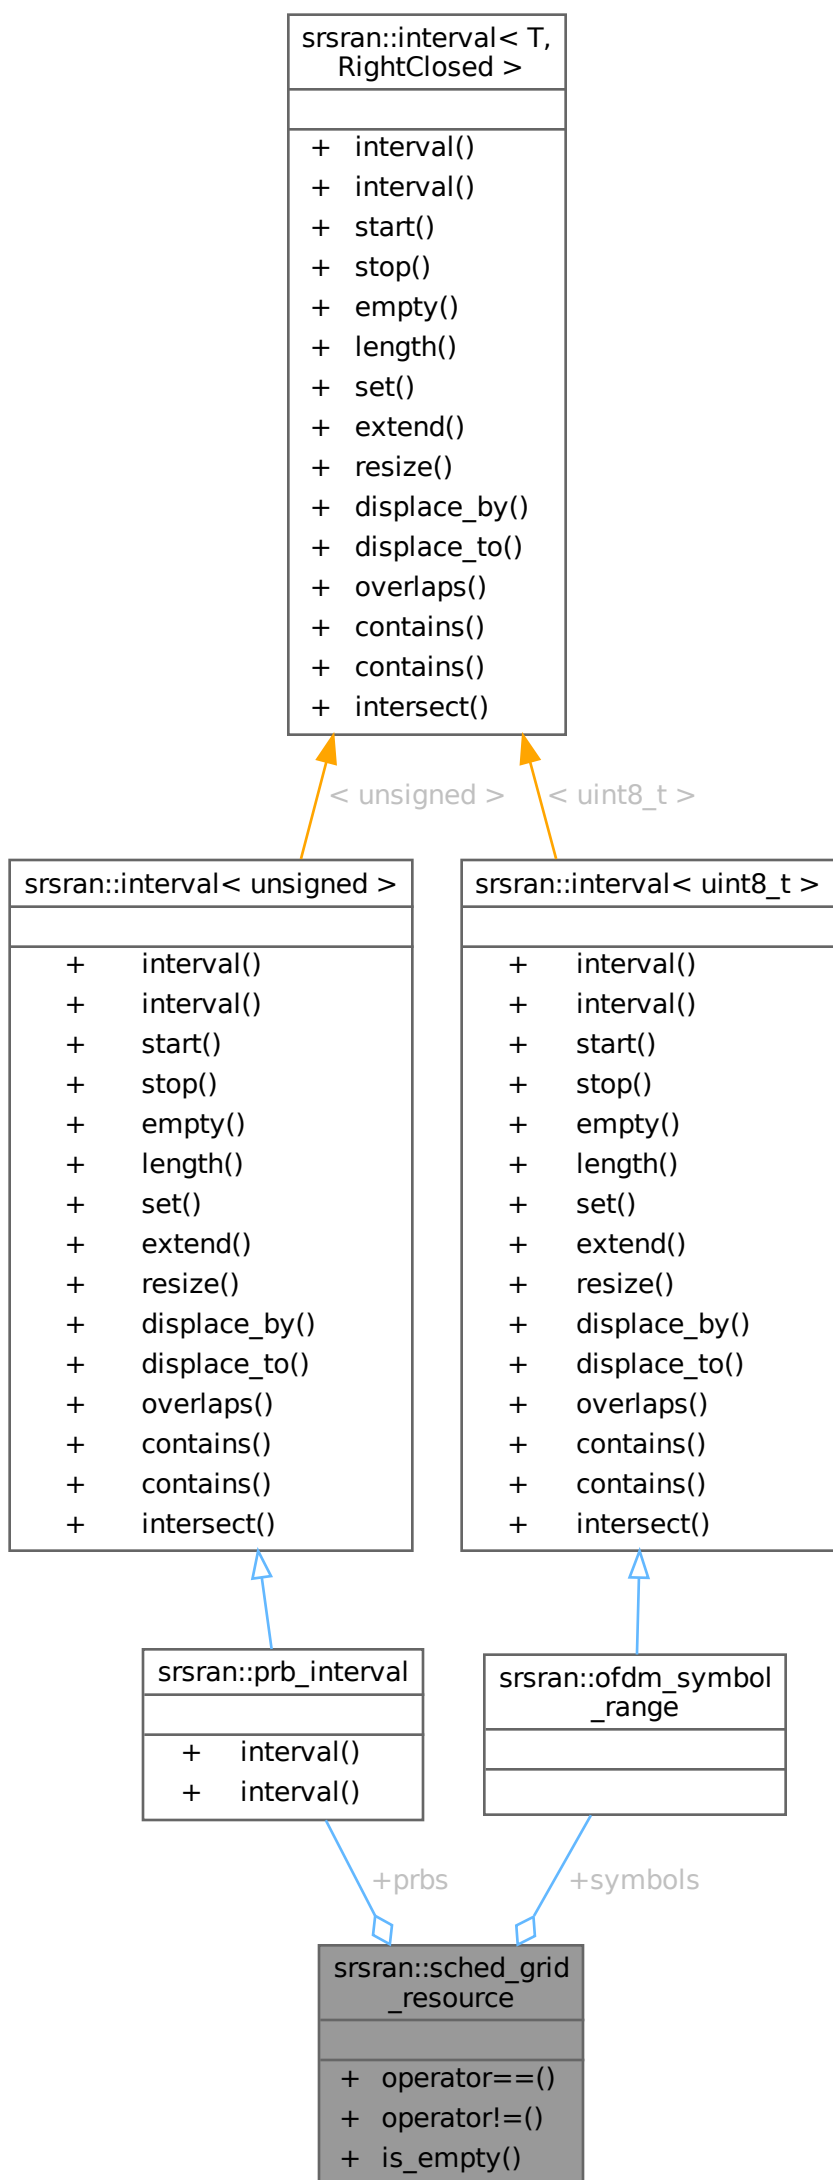 srsran::interval< T,
RightClosed >
+ interval()
+ interval()
+ start()
+ stop()
+ empty()
+ length()
+ set()
+ extend()
+ resize()
+ displace_by()
+ displace_to()
+ overlaps()
+ contains()
+ contains()
+ intersect()
< unsigned >
< uint8_t >
srsran::interval< unsigned >
+ interval()
+ interval()
+ start()
+ stop()
+ empty()
+ length()
+ set()
+ extend()
+ resize()
+ displace_by()
+ displace_to()
+ overlaps()
+ contains()
+ contains()
+ intersect()
srsran::interval< uint8_t >
+ interval()
+ interval()
+ start()
+ stop()
+ empty()
+ length()
+ set()
+ extend()
+ resize()
+ displace_by()
+ displace_to()
+ overlaps()
+ contains()
+ contains()
+ intersect()
srsran::prb_interval
+ interval()
+ interval()
srsran::ofdm_symbol
_range
+prbs
+symbols
srsran::sched_grid
_resource
+ operator==()
+ operator!=()
+ is_empty()